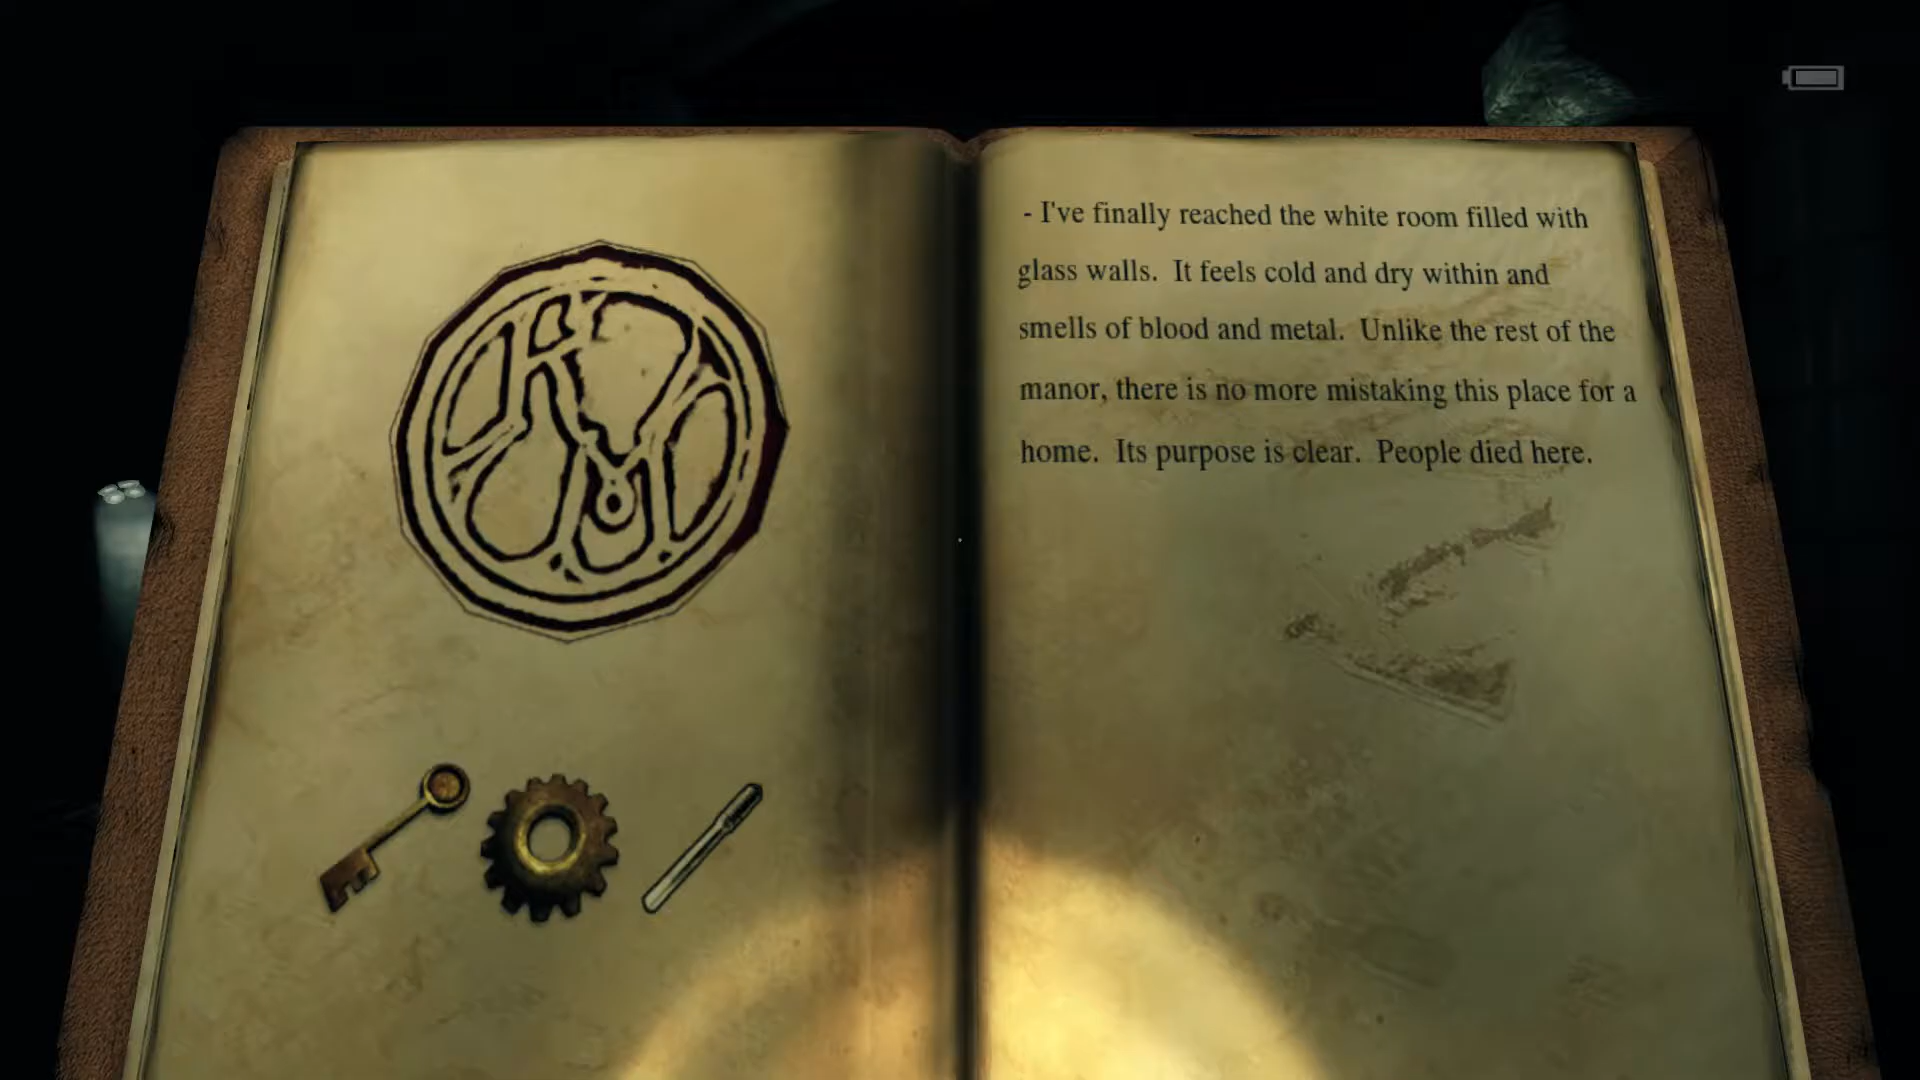 - I've finally reached the white room filled with
glass walls.  It feels cold and dry within and
smells of blood and metal.  Unlike the rest of the
manor, there is no more mistaking this place for a
home.  Its purpose is clear.  People died here.